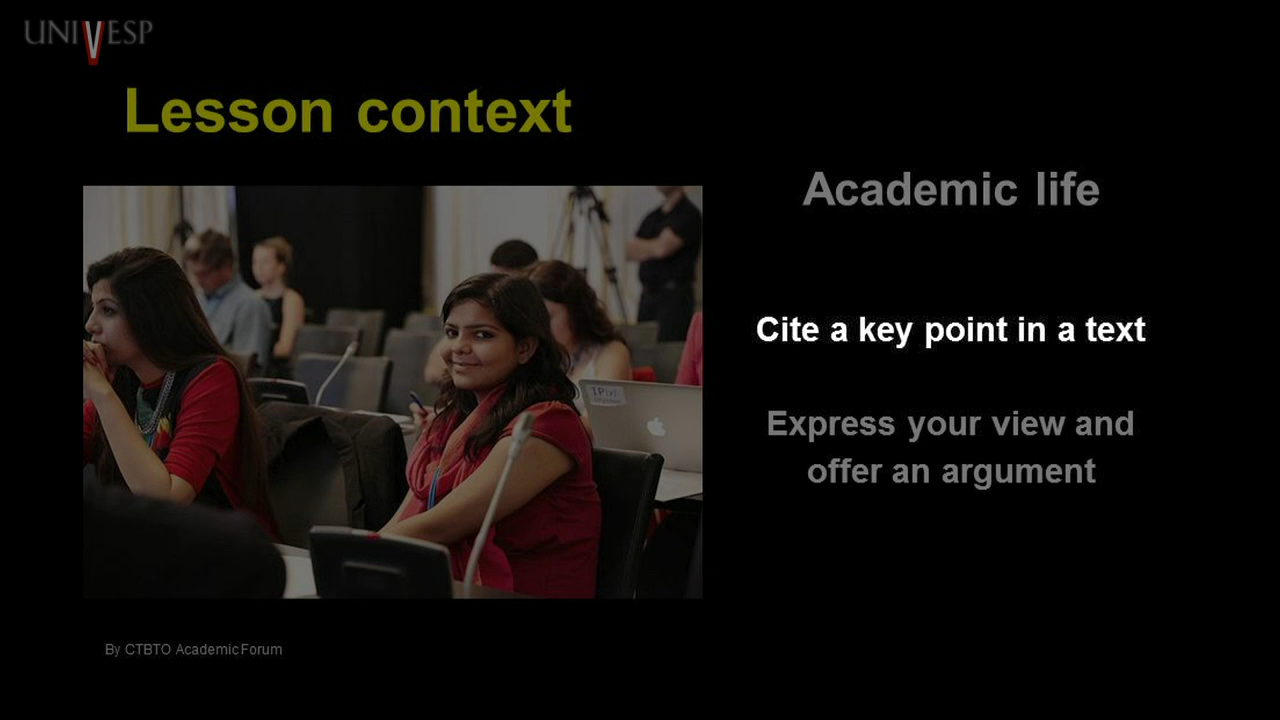 UNIVESP
Lesson context
Academic life
Cite a key point in a text
Express your view and
offer an argument
By CTBTO Academic Forum